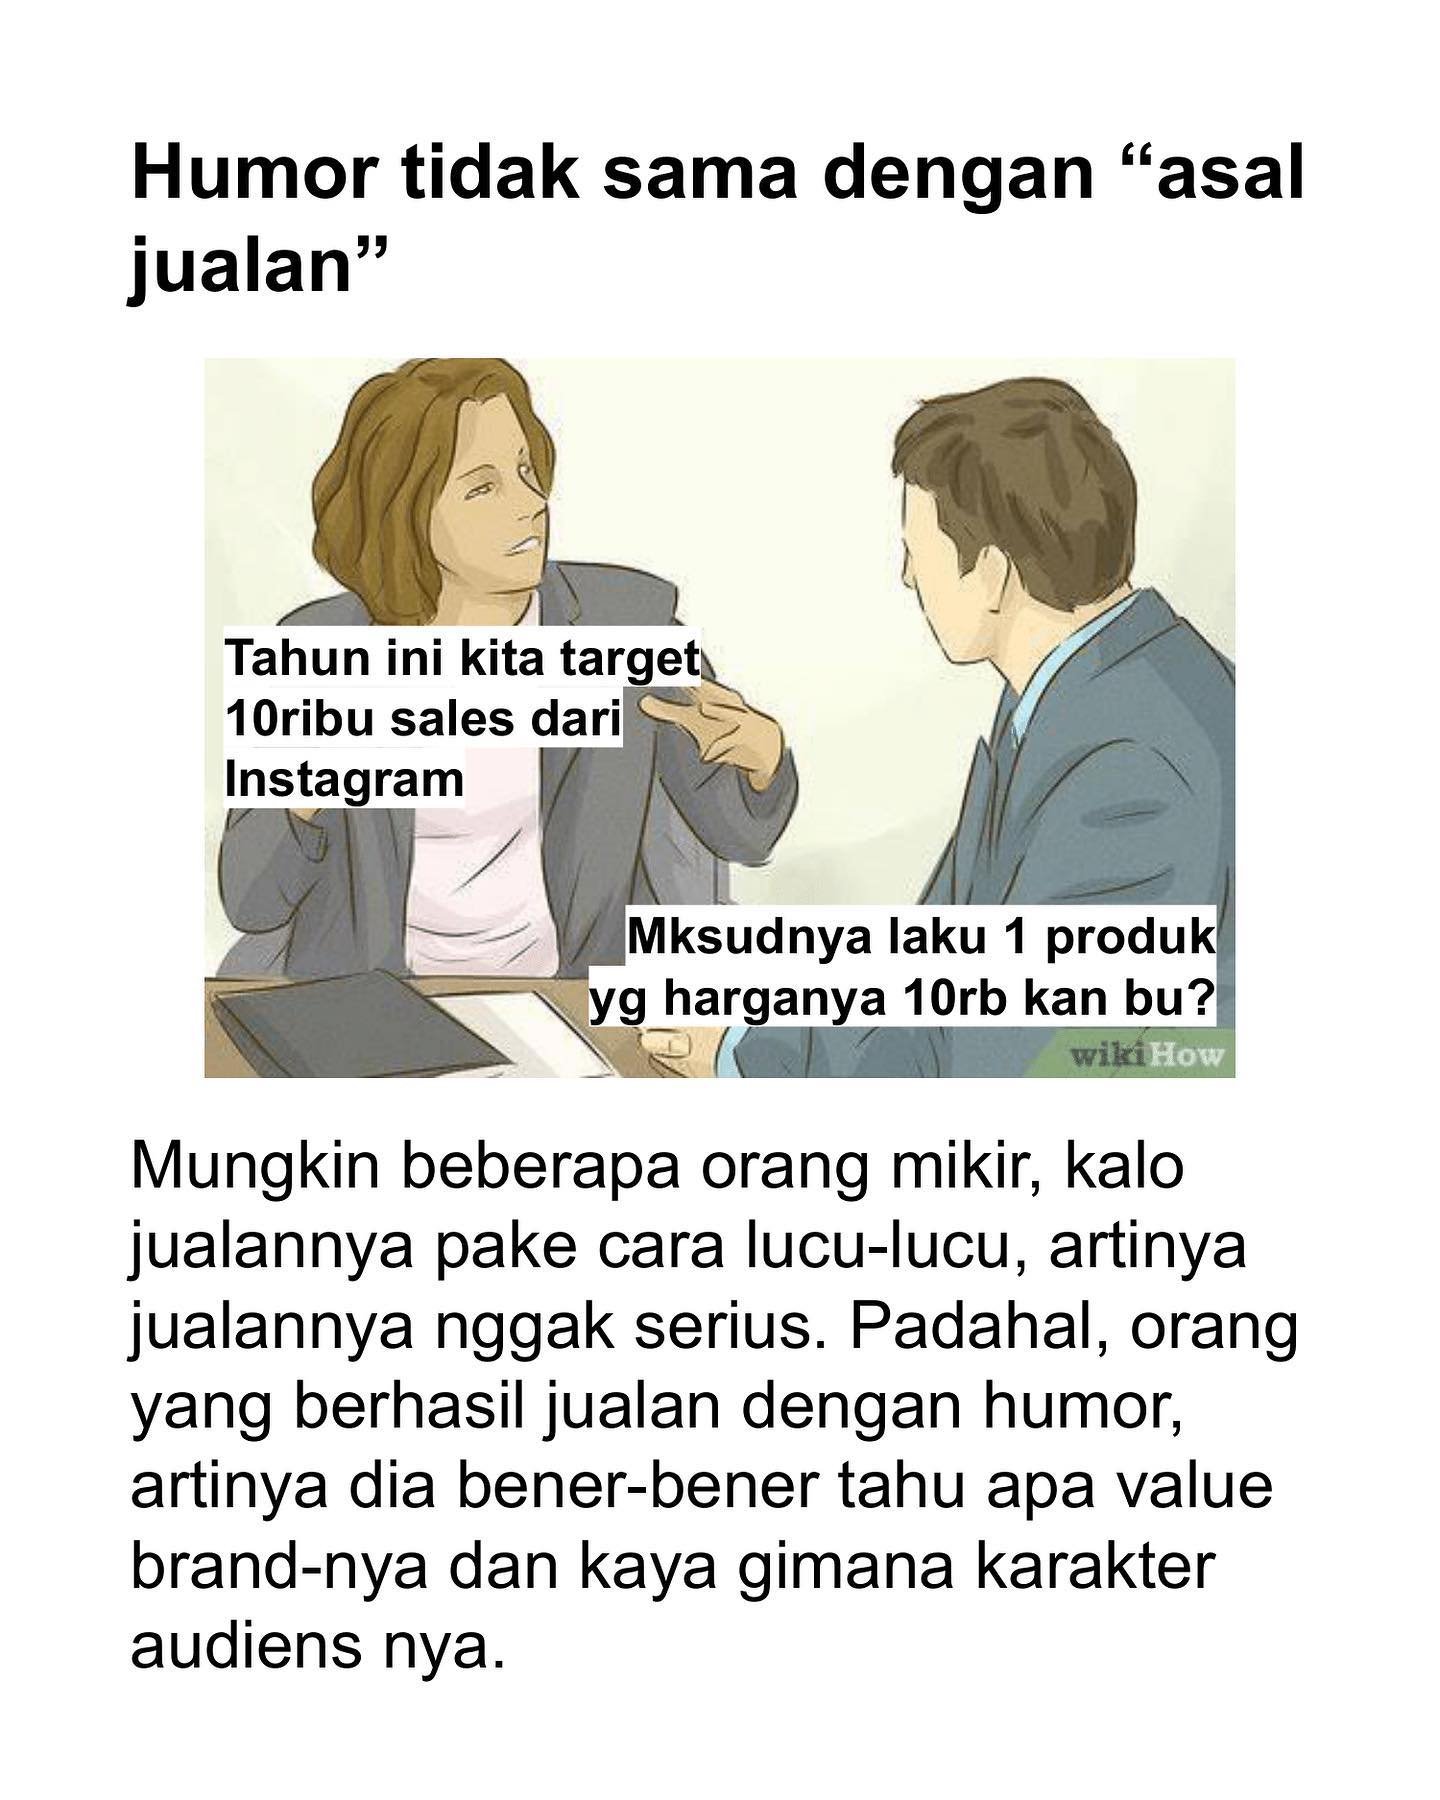 Humor tidak sama dengan “asal
jualan”
Tahun ini kita target
10ribu sales dari
Instagram
Mksudnya laku 1 produk
yg harganya 10rb kan bu?
wikiHow
Mungkin beberapa orang mikir, kalo
jualannya pake cara lucu-lucu, artinya
jualannya nggak serius. Padahal, orang
yang berhasil jualan dengan humor,
artinya dia bener-bener tahu apa value
brand-nya dan kaya gimana karakter
audiens nya.